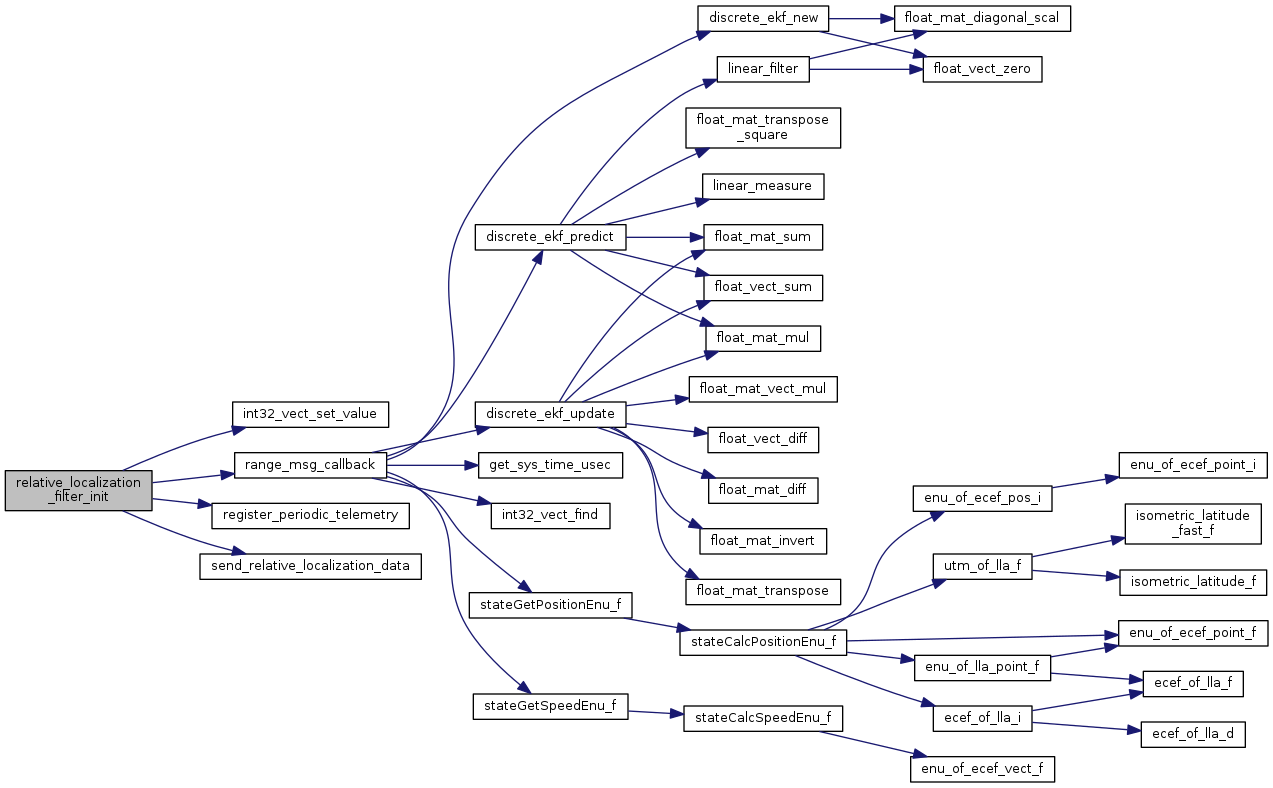 discrete_ekf_new
float_mat_diagonal_scal
linear_filter
float_vect_zero
float_mat_transpose
_square
linear_measure
discrete_ekf_predict
float_mat_sum
float_vect_sum
float_mat_mul
float_mat_vect_mul
int32_vect_set_value
discrete_ekf_update
float_vect_diff
range_msg_callback
get_sys_time_usec
enu_of_ecef_point_i
relative_localization
_filter_init
float_mat_diff
enu_of_ecef_pos_i
register_periodic_telemetry
int32_vect_find
isometric_latitude
_fast_f
float_mat_invert
send_relative_localization_data
utm_of_lla_f
isometric_latitude_f
float_mat_transpose
stateGetPositionEnu_f
enu_of_ecef_point_f
stateCalcPositionEnu_f
enu_of_lla_point_f
ecef_of_lla_f
stateGetSpeedEnu_f
stateCalcSpeedEnu_f
ecef_of_lla_i
ecef_of_lla_d
enu_of_ecef_vect_f